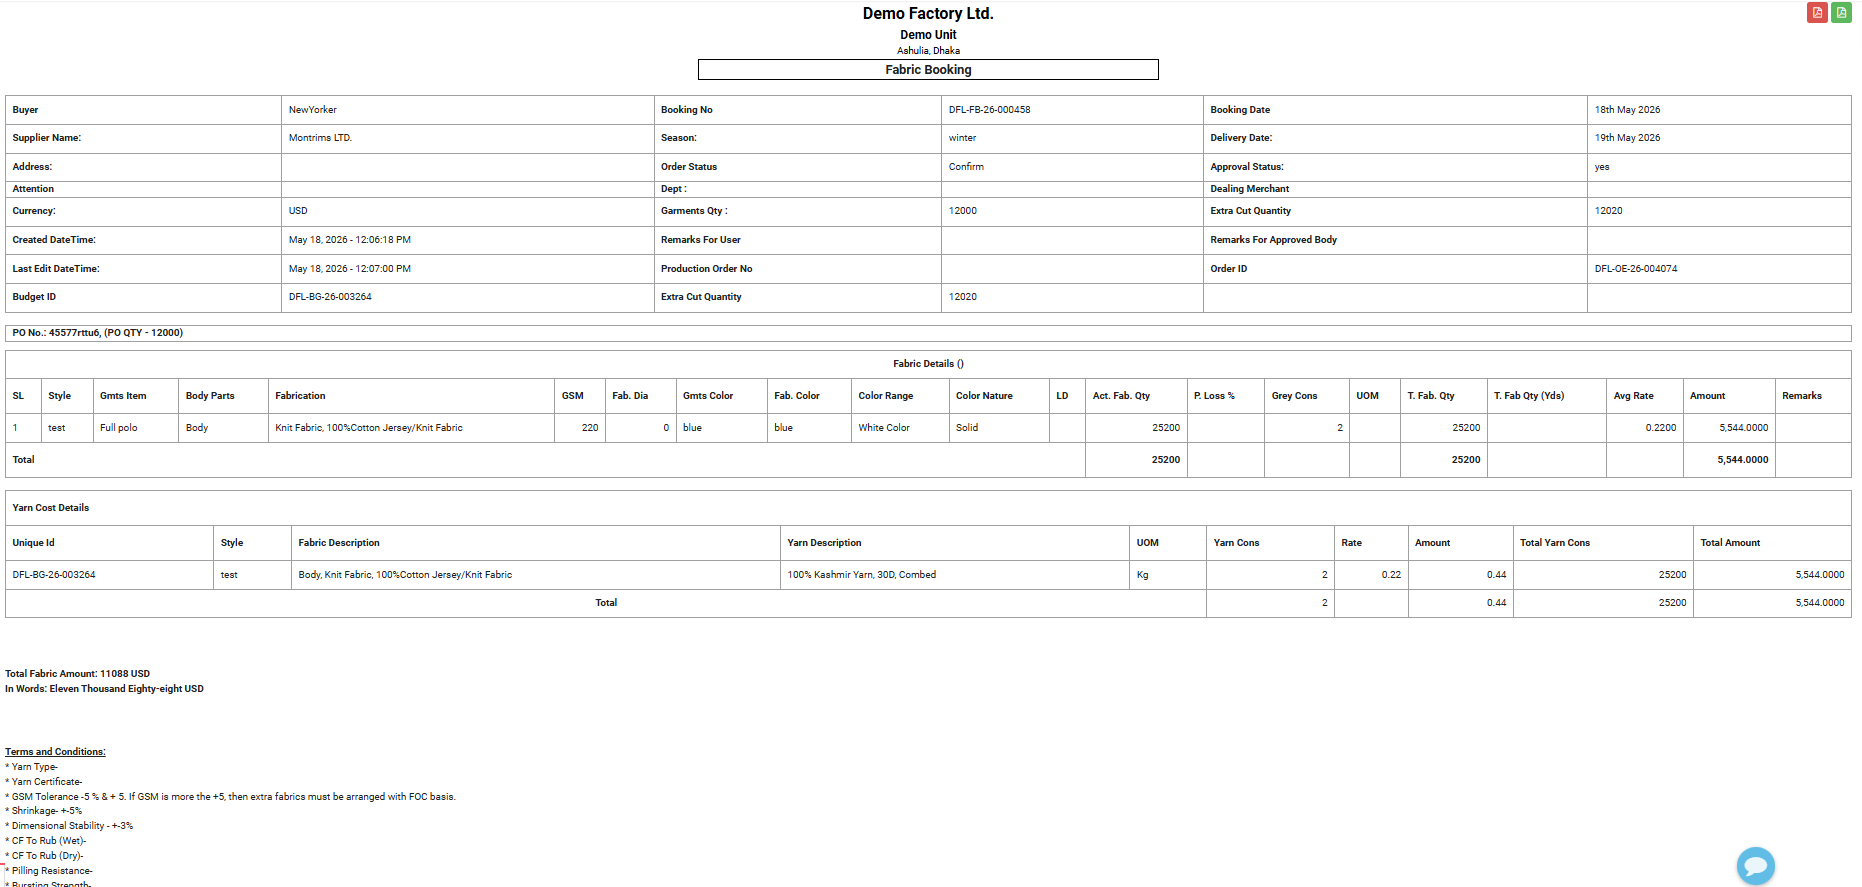 Demo Factory Ltd.
Demo Unit
Ashulia, Dhaka
Fabric Booking
Buyer NewYorker Booking No DFL-FB-26-000458 Booking Date 18th May 2026
Supplier Name: Montrims LTD. Season: winter Delivery Date: 19th May 2026
Address: Order Status Confirm Approval Status: yes
Attention Dept : Dealing Merchant
Currency: USD Garments Qty : 12000 Extra Cut Quantity 12020
Created DateTime: May 18, 2026 - 12:06:18 PM Remarks For User Remarks For Approved Body
Last Edit DateTime: May 18, 2026 - 12:07:00 PM Production Order No Order ID DFL-OE-26-004074
Budget ID DFL-BG-26-003264 Extra Cut Quantity 12020
PO No.: 45577rttu6, (PO QTY - 12000)
Fabric Details ()
SL Style Gmts Item Body Parts Fabrication GSM Fab. Dia Gmts Color Fab. Color Color Range Color Nature LD Act. Fab. Qty P. Loss % Grey Cons UOM T. Fab. Qty T. Fab Qty (Yds) Avg Rate Amount Remarks
1 test Full polo Body Knit Fabric, 100%Cotton Jersey/Knit Fabric 220 0 blue blue White Color Solid 25200 2 25200 0.2200 5,544.0000
Total 25200 25200 5,544.0000
Yarn Cost Details
Unique Id Style Fabric Description Yarn Description UOM Yarn Cons Rate Amount Total Yarn Cons Total Amount
DFL-BG-26-003264 test Body, Knit Fabric, 100%Cotton Jersey/Knit Fabric 100% Kashmir Yarn, 30D, Combed Kg 2 0.22 0.44 25200 5,544.0000
Total 2 0.44 25200 5,544.0000
Total Fabric Amount: 11088 USD
In Words: Eleven Thousand Eighty-eight USD
Terms and Conditions:
* Yarn Type-
* Yarn Certificate-
* GSM Tolerance -5 % & + 5. If GSM is more the +5, then extra fabrics must be arranged with FOC basis.
* Shrinkage- +-5%
* Dimensional Stability - +-3%
* CF To Rub (Wet)-
* CF To Rub (Dry)-
* Pilling Resistance-
* Bursting Strength-